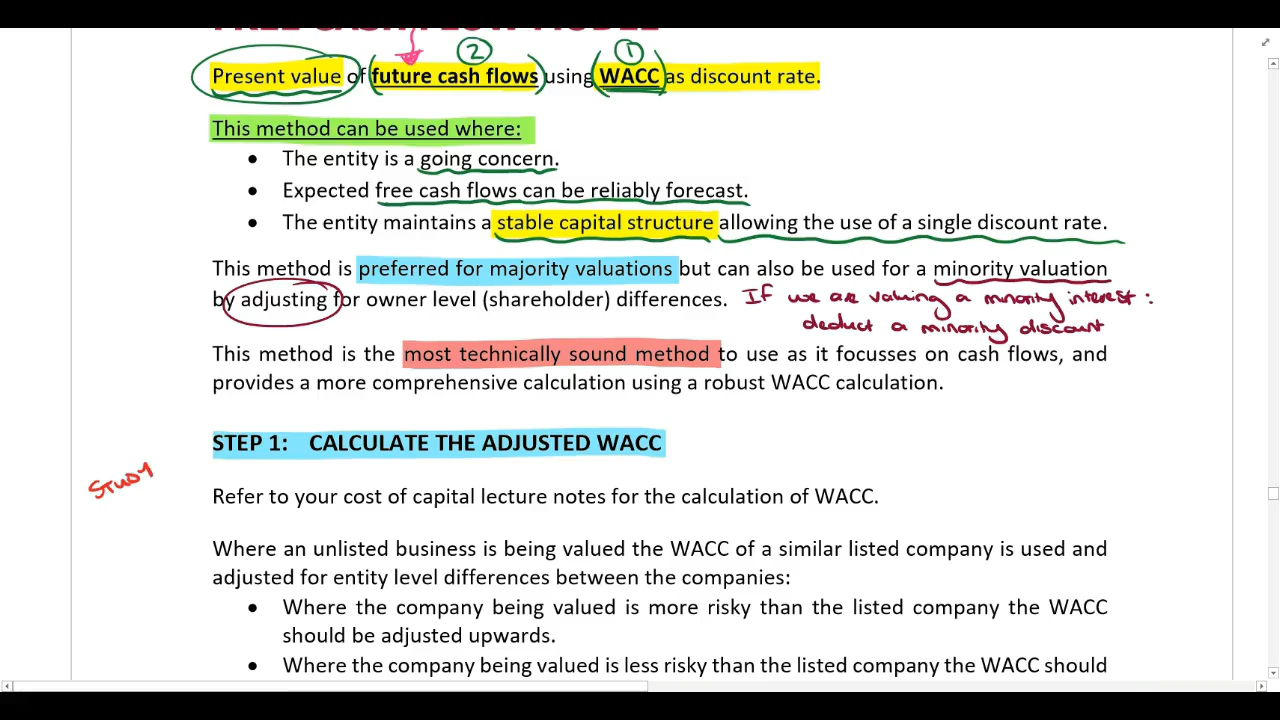 FREE CASH FLOW MODEL
② ①
Present value of future cash flows using WACC as discount rate.
This method can be used where:
• The entity is a going concern.
• Expected free cash flows can be reliably forecast.
• The entity maintains a stable capital structure allowing the use of a single discount rate.
This method is preferred for majority valuations but can also be used for a minority valuation
by adjusting for owner level (shareholder) differences. If we are valuing a minority interest :
deduct a minority discount
This method is the most technically sound method to use as it focusses on cash flows, and
provides a more comprehensive calculation using a robust WACC calculation.
STEP 1: CALCULATE THE ADJUSTED WACC
STUDY
Refer to your cost of capital lecture notes for the calculation of WACC.
Where an unlisted business is being valued the WACC of a similar listed company is used and
adjusted for entity level differences between the companies:
• Where the company being valued is more risky than the listed company the WACC
should be adjusted upwards.
• Where the company being valued is less risky than the listed company the WACC should